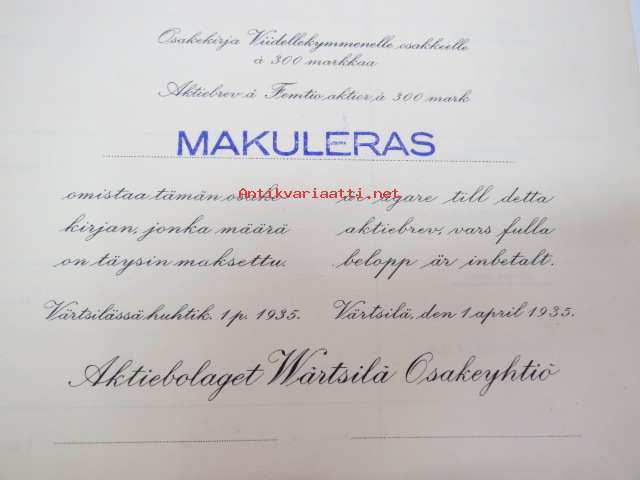 Osakekirja Viidellekymmenelle osakkeelle
à 300 markkaa
Aktiebrev å Femtio aktier à 300 mark
MAKULERAS
Antikvariaatti.net
omistaa tämän osake
kirjan, jonka määrä
on täysin maksettu.
är ägare till detta
aktiebrev, vars fulla
belopp är inbetalt.
Värtsilässä, huhtik. 1 p. 1935.
Värtsilä, den 1 april 1935.
Aktiebolaget Wärtsilä Osakeyhtiö